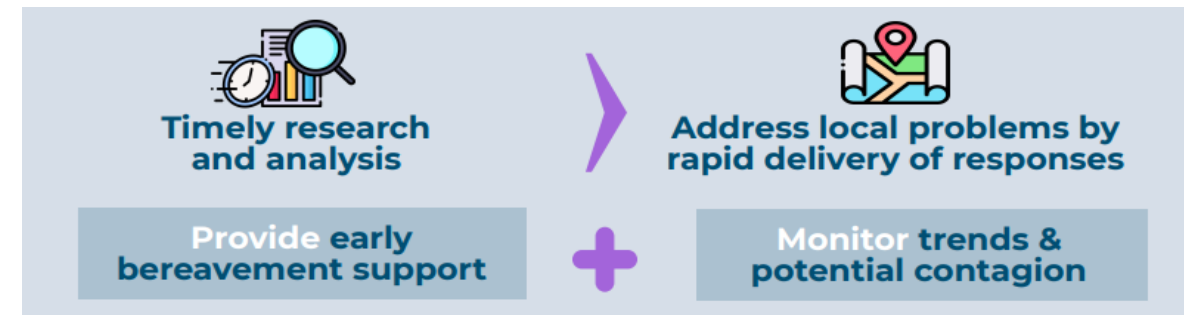 Timely research
and analysis
Address local problems by
rapid delivery of responses
Provide early
bereavement support
Monitor trends &
potential contagion